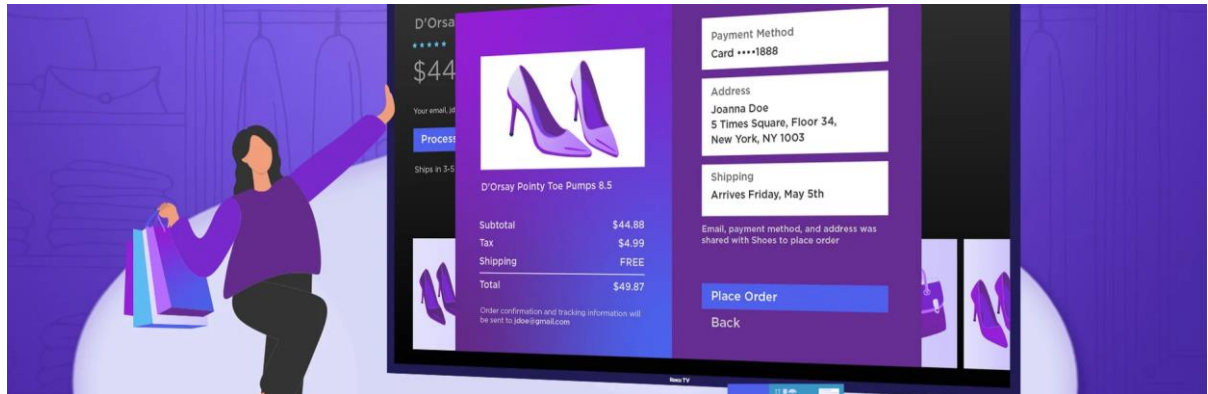 D'Orsa
$44
Your email, jd
Process
Ships in 3-5
D'Orsay Pointy Toe Pumps 8.5
Subtotal $44.88
Tax $4.99
Shipping FREE
Total $49.87
Order confirmation and tracking information will
be sent to jdoe@gmail.com
Payment Method
Card ••••1888
Address
Joanna Doe
5 Times Square, Floor 34,
New York, NY 1003
Shipping
Arrives Friday, May 5th
Email, payment method, and address was
shared with Shoes to place order
Place Order
Back
Roku TV